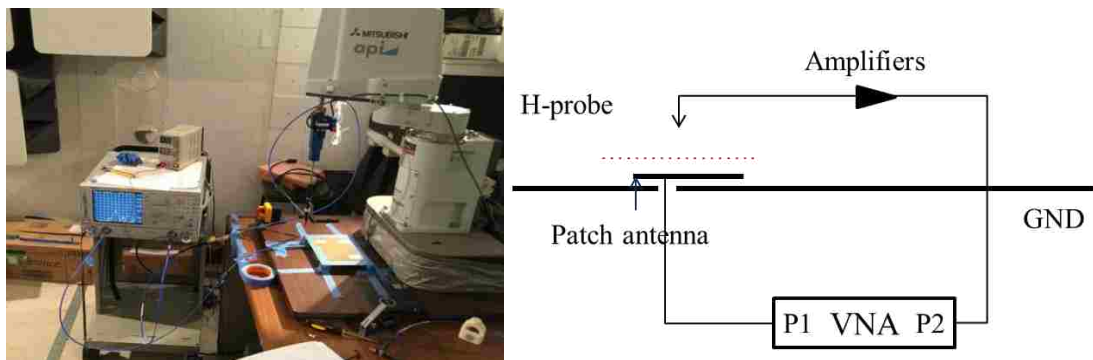 MITSUBISHI
api
Amplifiers
H-probe
GND
Patch antenna
P1 VNA P2